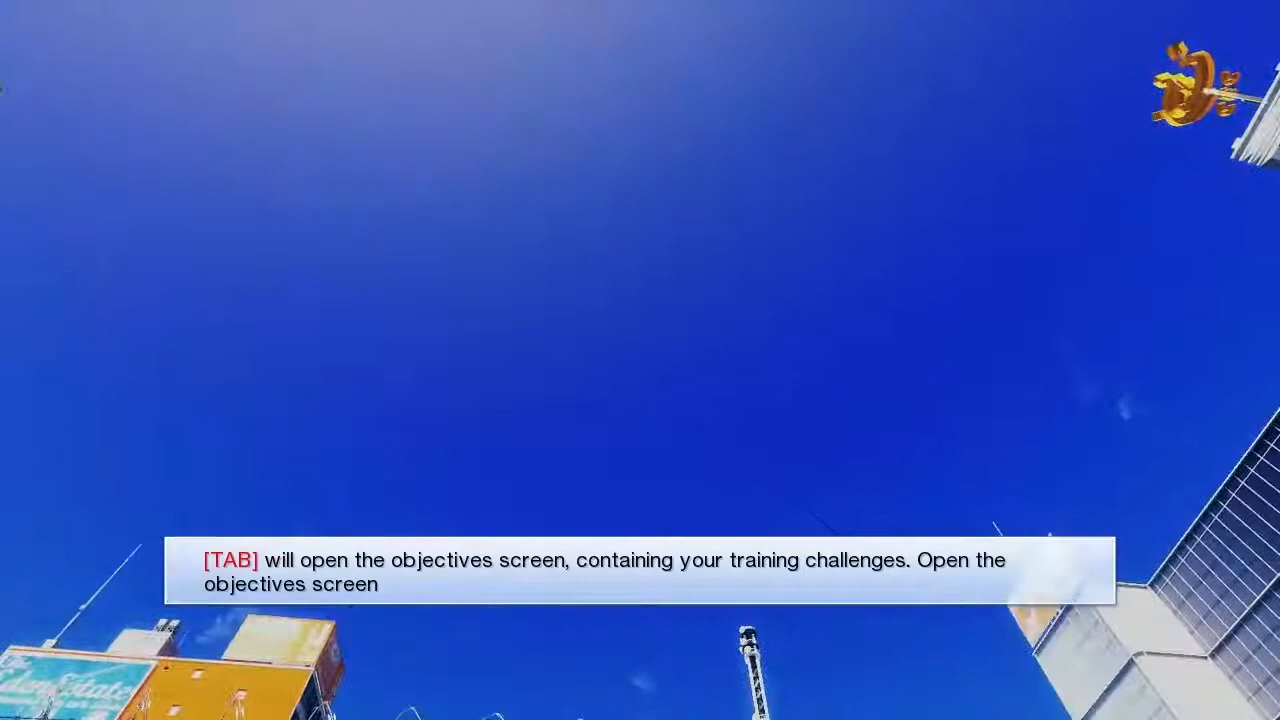 [TAB] will open the objectives screen, containing your training challenges. Open the
objectives screen